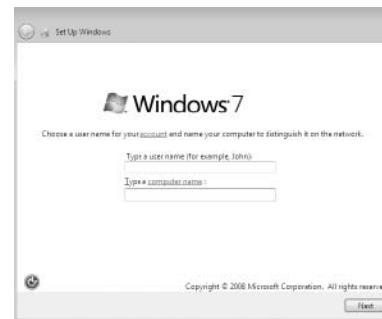 Set Up Windows
Windows 7
Choose a user name for your account and name your computer to distinguish it on the network.
Type a user name (for example, John):
Type a computer name :
Copyright © 2008 Microsoft Corporation. All rights reserve
Next